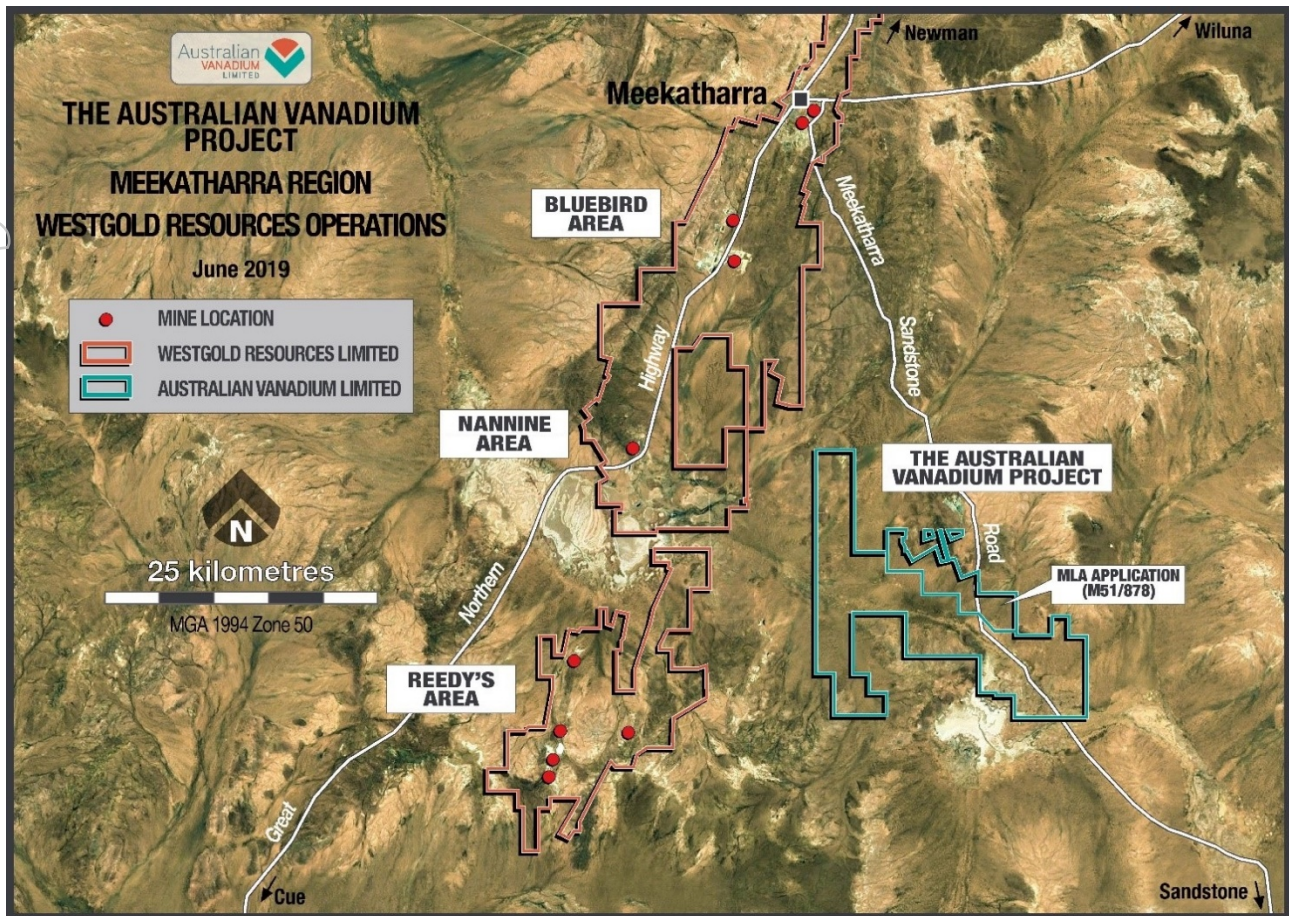 Australian
VANADIUM
LIMITED
THE AUSTRALIAN VANADIUM
PROJECT
MEEKATHARRA REGION
WESTGOLD RESOURCES OPERATIONS
June 2019
MINE LOCATION
WESTGOLD RESOURCES LIMITED
AUSTRALIAN VANADIUM LIMITED
Newman
Wiluna
Meekatharra
BLUEBIRD
AREA
Meekatharra
Sandstone
Road
Highway
NANNINE
AREA
THE AUSTRALIAN
VANADIUM PROJECT
MLA APPLICATION
(M51/878)
N
25 kilometres
MGA 1994 Zone 50
Northern
REEDY'S
AREA
Great
Cue
Sandstone